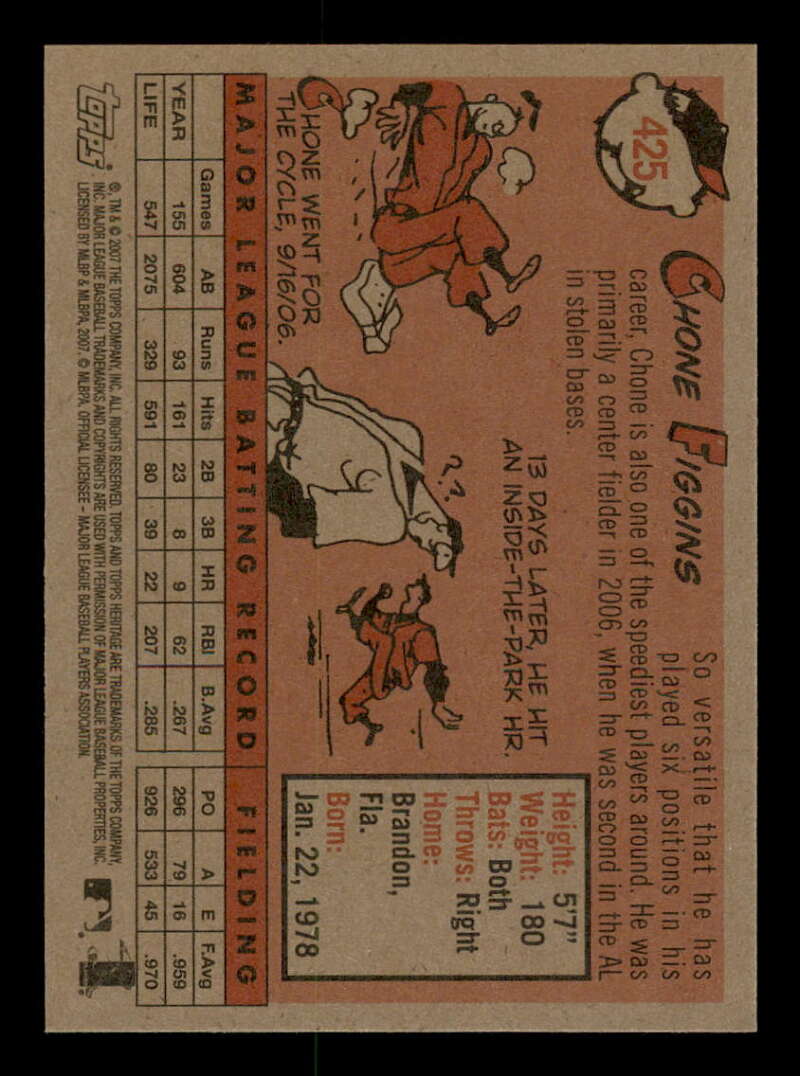 425
CHONE FIGGINS
So versatile that he has
played six positions in his
career, Chone is also one of the speediest players around. He was
primarily a center fielder in 2006, when he was second in the AL
in stolen bases.
CHONE WENT FOR
THE CYCLE, 9/16/06.
13 DAYS LATER, HE HIT
AN INSIDE-THE-PARK HR.
??
Height: 5'7"
Weight: 180
Bats: Both
Throws: Right
Home:
Brandon,
Fla.
Born:
Jan. 22, 1978
MAJOR LEAGUE BATTING RECORD FIELDING
Games AB Runs Hits 2B 3B HR RBI B.Avg PO A E F.Avg
YEAR 155 604 93 161 23 8 9 62 .267 296 79 16 .959
LIFE 547 2075 329 591 80 39 22 207 .285 926 533 45 .970
topps®
®, TM & © 2007 THE TOPPS COMPANY, INC. ALL RIGHTS RESERVED. TOPPS AND TOPPS HERITAGE ARE TRADEMARKS OF THE TOPPS COMPANY,
INC. MAJOR LEAGUE BASEBALL TRADEMARKS AND COPYRIGHTS ARE USED WITH PERMISSION OF MAJOR LEAGUE BASEBALL PROPERTIES, INC.
LICENSED BY MLBP & MLBPA, 2007. © MLBPA. OFFICIAL LICENSEE - MAJOR LEAGUE BASEBALL PLAYERS ASSOCIATION.